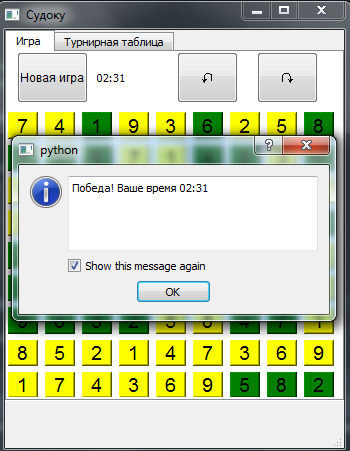 Судоку
Игра Турнирная таблица
Новая игра 02:31
7 4 1 9 3 6 2 5 8
python
Победа! Ваше время 02:31
Show this message again
OK
8 5 2 1 4 7 3 6 9
1 7 4 3 6 9 5 8 2